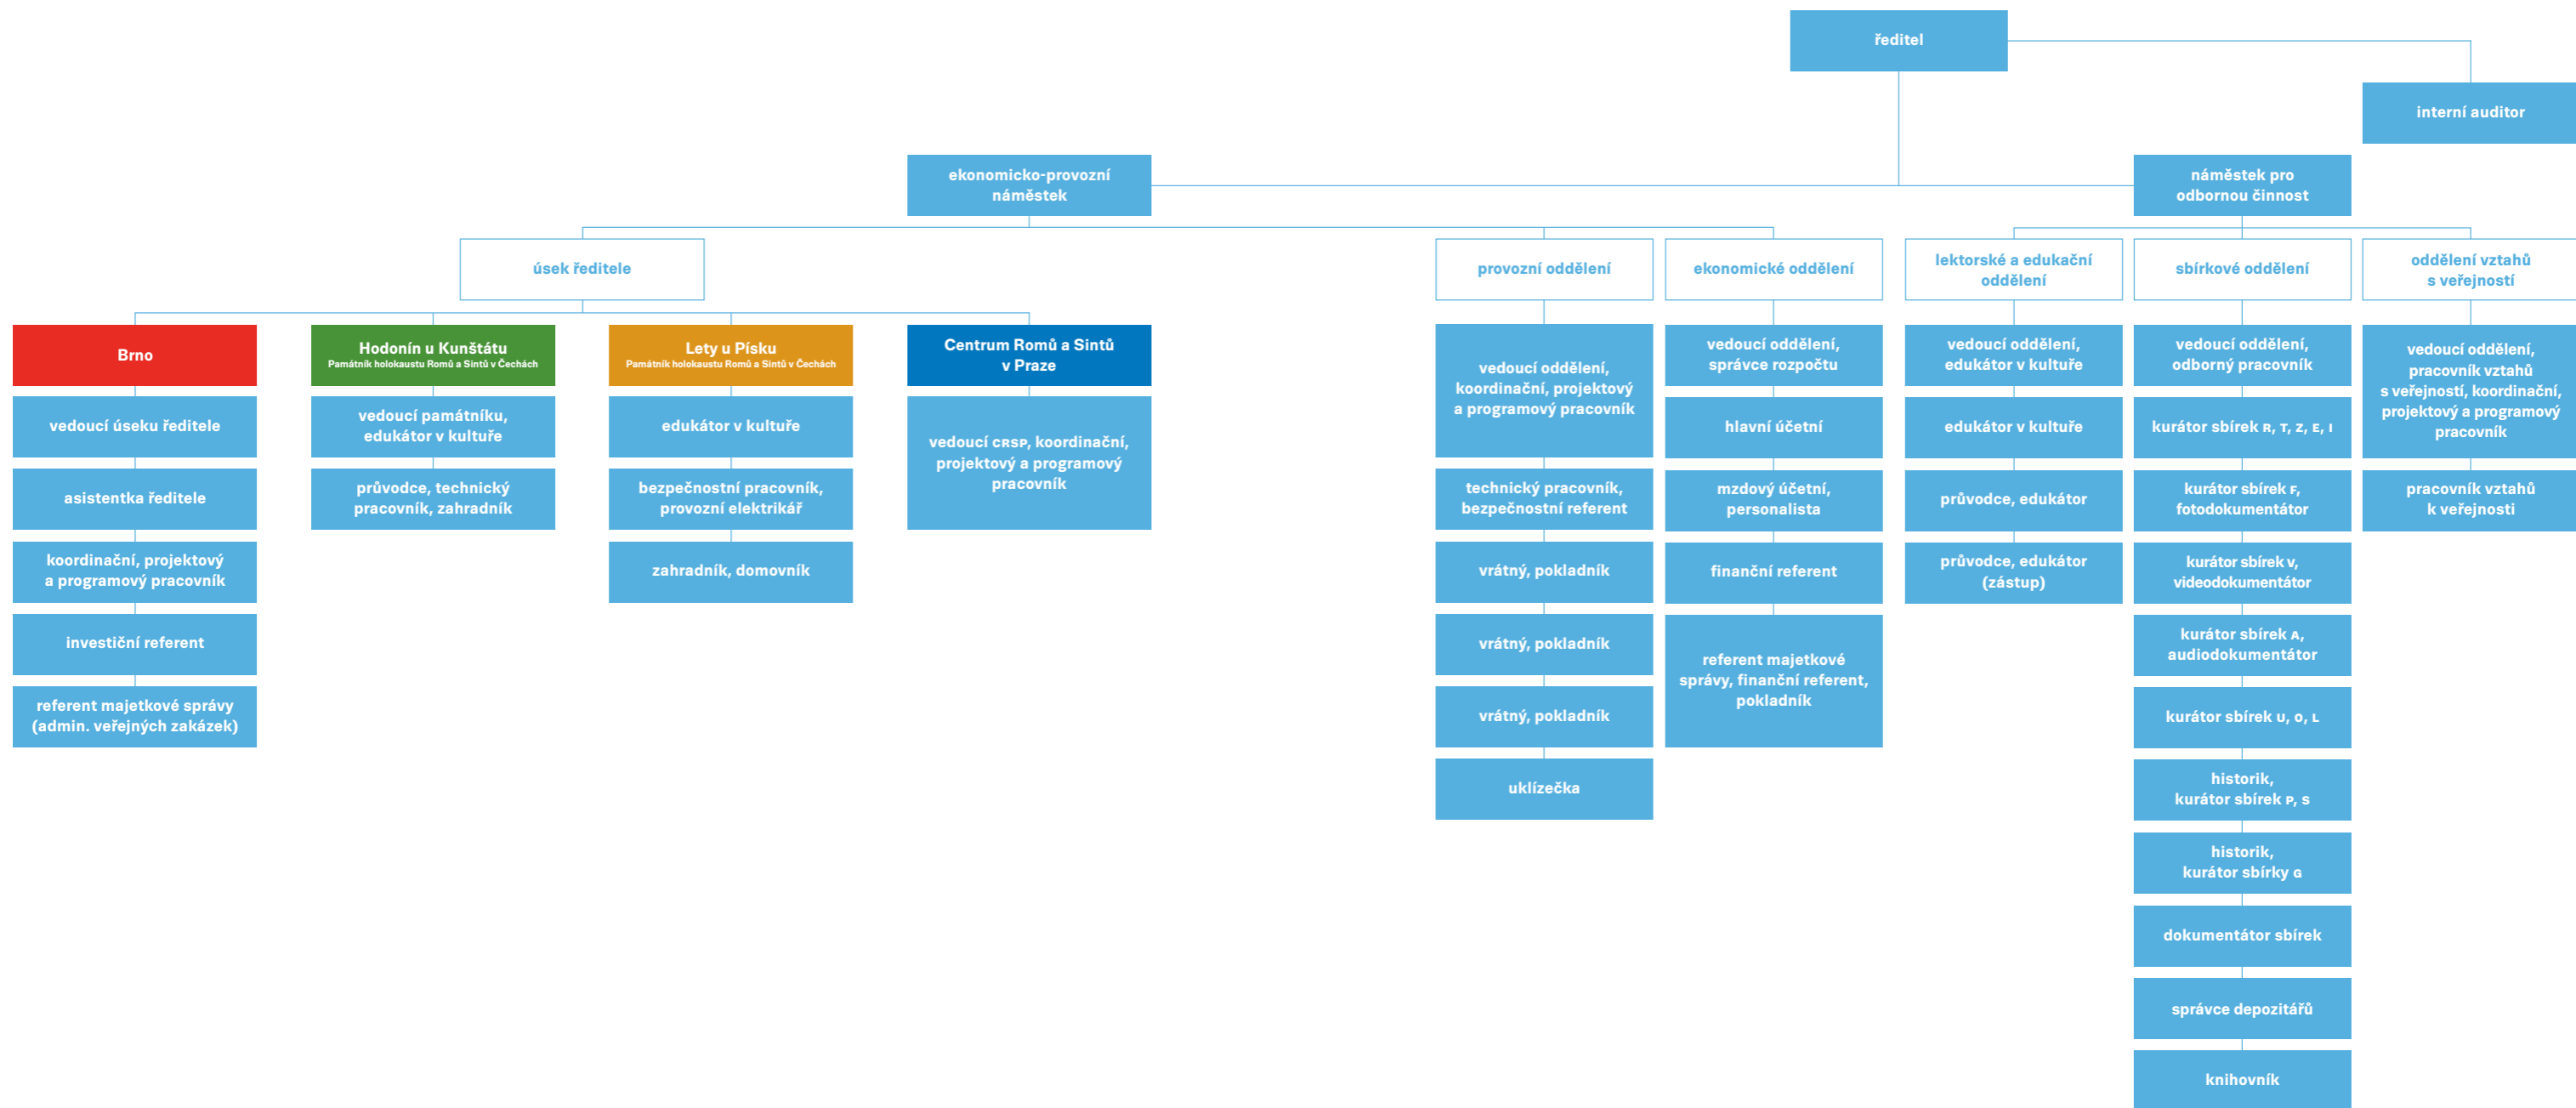 ředitel
interní auditor
ekonomicko-provozní
náměstek
náměstek pro
odbornou činnost
úsek ředitele
provozní oddělení
ekonomické oddělení
lektorské a edukační
oddělení
sbírkové oddělení
oddělení vztahů
s veřejností
Brno
vedoucí úseku ředitele
asistentka ředitele
koordinační, projektový
a programový pracovník
investiční referent
referent majetkové správy
(admin. veřejných zakázek)
Hodonín u Kunštátu
Památník holokaustu Romů a Sintů v Čechách
vedoucí památníku,
edukátor v kultuře
průvodce, technický
pracovník, zahradník
Lety u Písku
Památník holokaustu Romů a Sintů v Čechách
edukátor v kultuře
bezpečnostní pracovník,
provozní elektrikář
zahradník, domovník
Centrum Romů a Sintů
v Praze
vedoucí CRSP, koordinační,
projektový a programový
pracovník
vedoucí oddělení,
koordinační, projektový
a programový pracovník
technický pracovník,
bezpečnostní referent
vrátný, pokladník
vrátný, pokladník
vrátný, pokladník
uklízečka
vedoucí oddělení,
správce rozpočtu
hlavní účetní
mzdový účetní,
personalista
finanční referent
referent majetkové
správy, finanční referent,
pokladník
vedoucí oddělení,
edukátor v kultuře
edukátor v kultuře
průvodce, edukátor
průvodce, edukátor
(zástup)
vedoucí oddělení,
odborný pracovník
kurátor sbírek R, T, Z, E, I
kurátor sbírek F,
fotodokumentátor
kurátor sbírek V,
videodokumentátor
kurátor sbírek A,
audiodokumentátor
kurátor sbírek U, O, L
historik,
kurátor sbírek P, S
historik,
kurátor sbírky G
dokumentátor sbírek
správce depozitářů
knihovník
vedoucí oddělení,
pracovník vztahů
s veřejností, koordinační,
projektový a programový
pracovník
pracovník vztahů
k veřejnosti